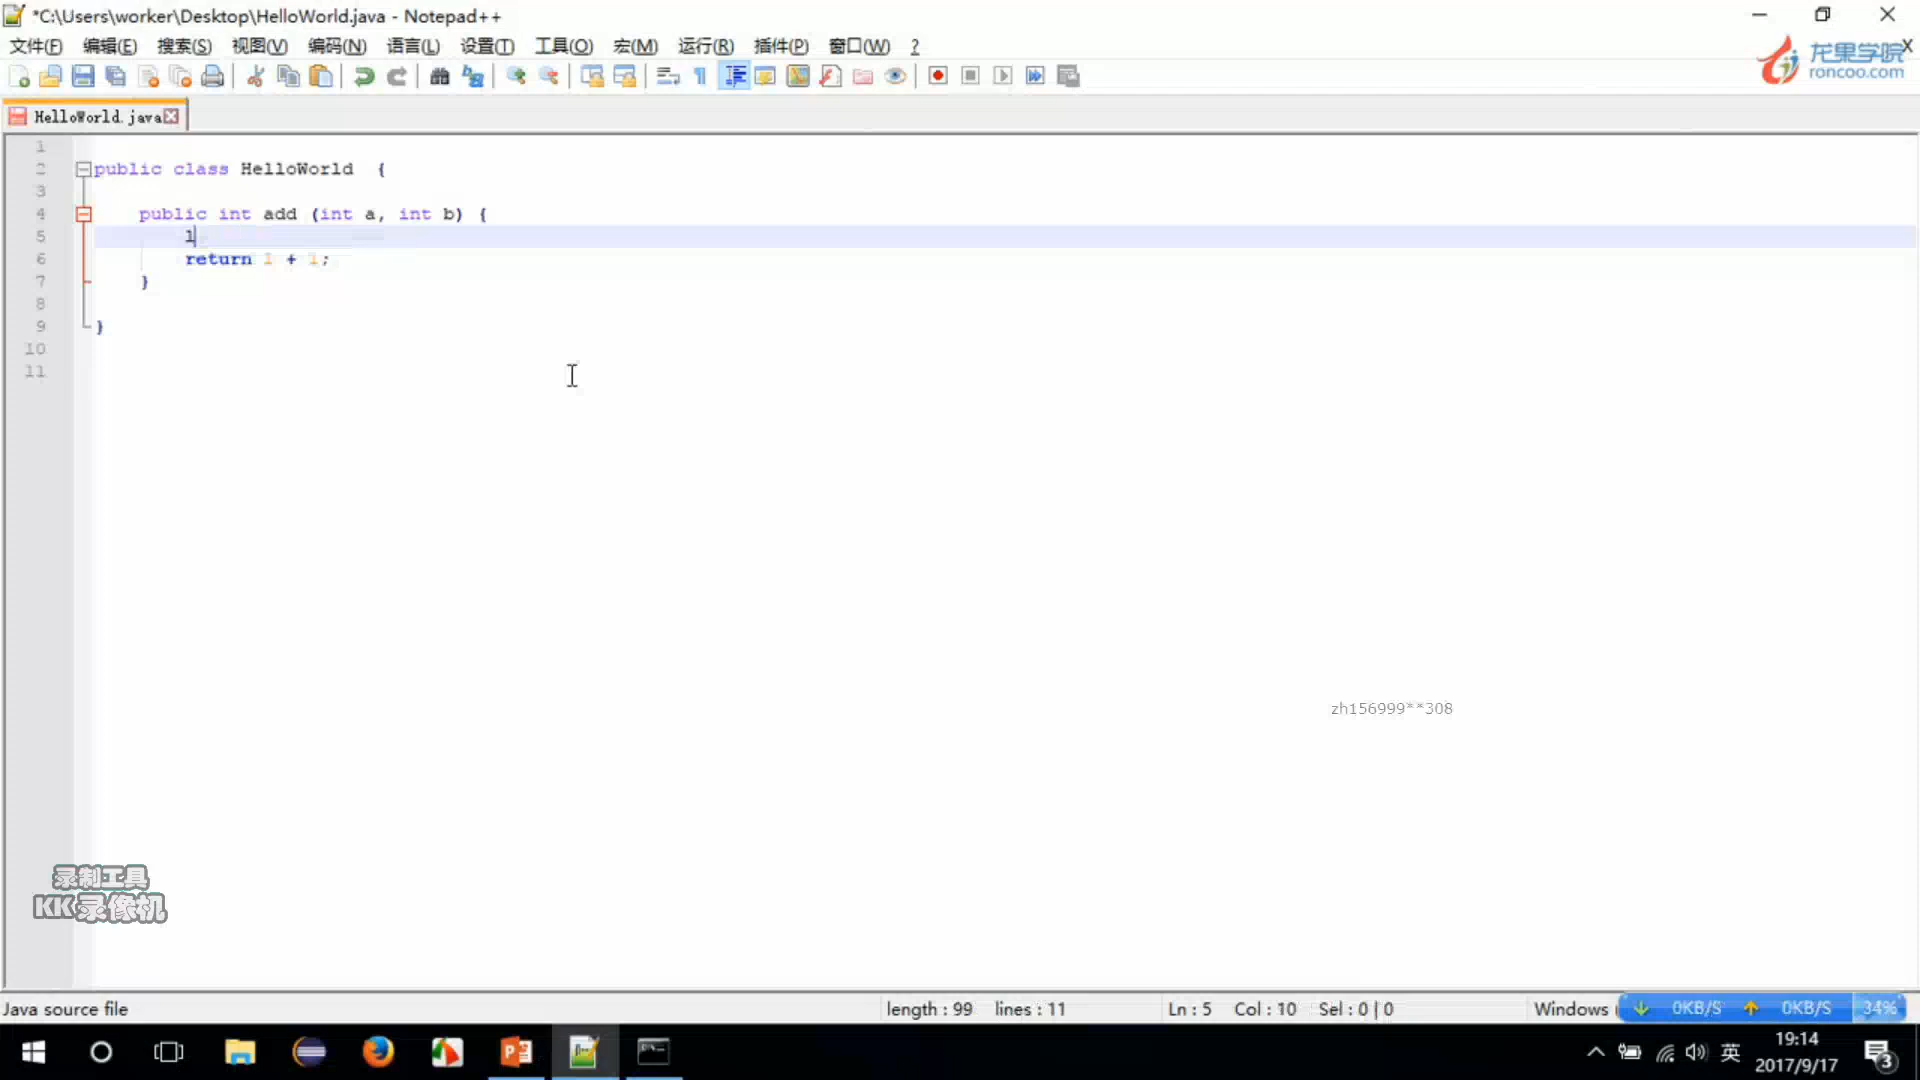 *C:\Users\worker\Desktop\HelloWorld.java - Notepad++
文件(F) 编辑(E) 搜索(S) 视图(V) 编码(N) 语言(L) 设置(T) 工具(O) 宏(M) 运行(R) 插件(P) 窗口(W) ? X
龙果学院
roncoo.com
HelloWorld.java
1
2 public class HelloWorld {
3
4 public int add (int a, int b) {
5 l
6 return 1 + 1;
7 }
8
9 }
10
11
zh156999**308
录制工具
KK录像机
Java source file length : 99 lines : 11 Ln : 5 Col : 10 Sel : 0 | 0 Windows 0KB/S 0KB/S 34%
英 19:14
2017/9/17 3